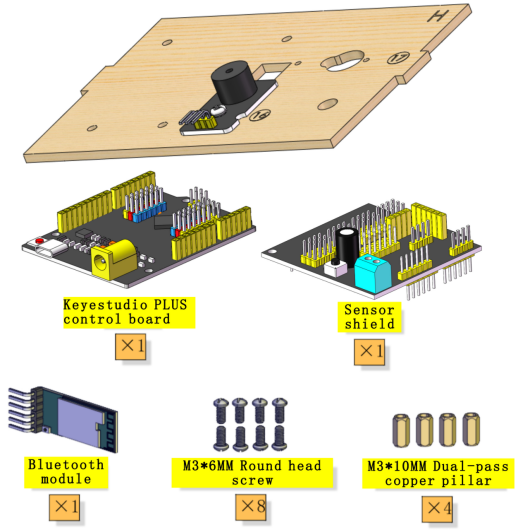 H
17
16
Keyestudio PLUS
control board
×1
Sensor
shield
×1
Bluetooth
module
×1
M3*6MM Round head
screw
×8
M3*10MM Dual-pass
copper pillar
×4